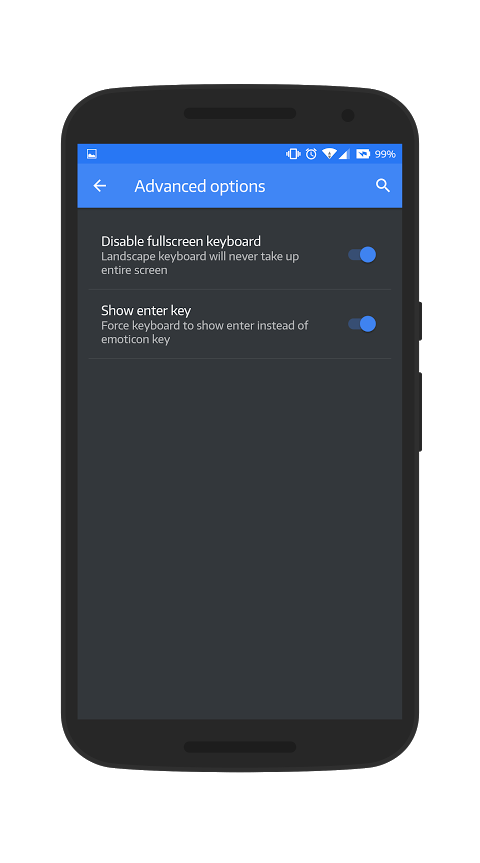 99%
Advanced options
Disable fullscreen keyboard
Landscape keyboard will never take up
entire screen
Show enter key
Force keyboard to show enter instead of
emoticon key